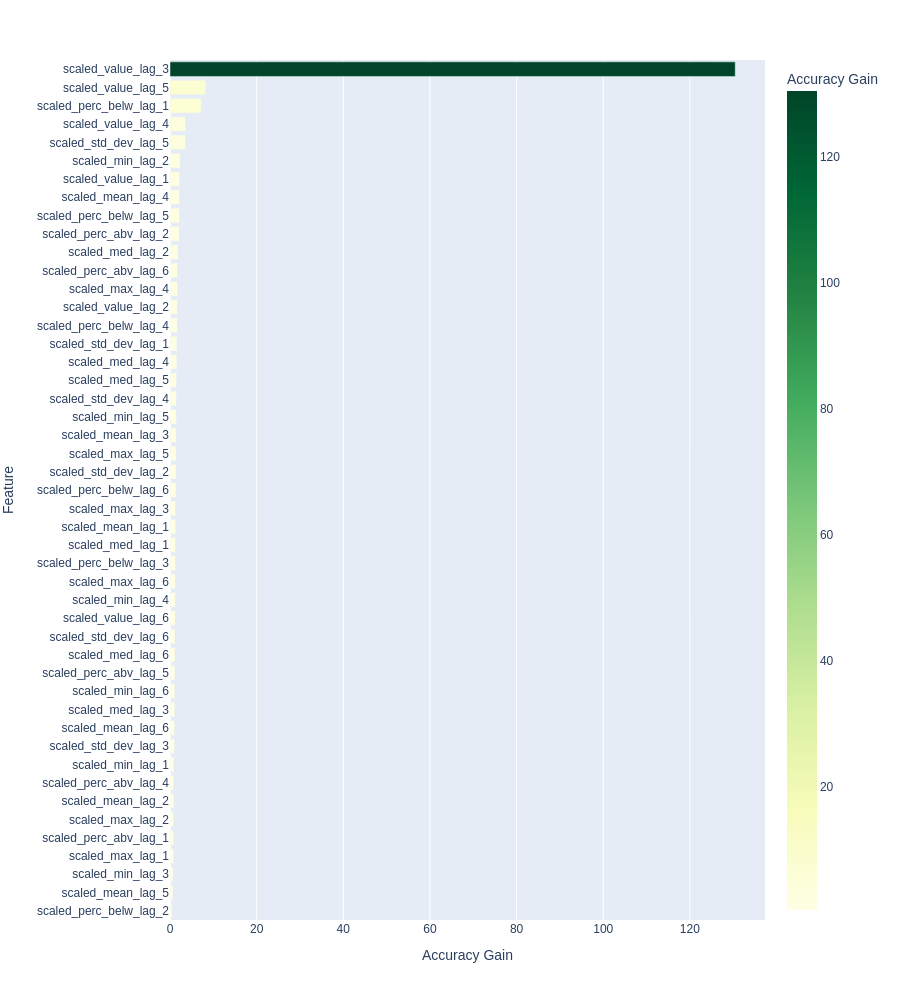 scaled_value_lag_3
scaled_value_lag_5
scaled_perc_belw_lag_1
scaled_value_lag_4
scaled_std_dev_lag_5
scaled_min_lag_2
scaled_value_lag_1
scaled_mean_lag_4
scaled_perc_belw_lag_5
scaled_perc_abv_lag_2
scaled_med_lag_2
scaled_perc_abv_lag_6
scaled_max_lag_4
scaled_value_lag_2
scaled_perc_belw_lag_4
scaled_std_dev_lag_1
scaled_med_lag_4
scaled_med_lag_5
scaled_std_dev_lag_4
scaled_min_lag_5
scaled_mean_lag_3
scaled_max_lag_5
scaled_std_dev_lag_2
scaled_perc_belw_lag_6
scaled_max_lag_3
scaled_mean_lag_1
scaled_med_lag_1
scaled_perc_belw_lag_3
scaled_max_lag_6
scaled_min_lag_4
scaled_value_lag_6
scaled_std_dev_lag_6
scaled_med_lag_6
scaled_perc_abv_lag_5
scaled_min_lag_6
scaled_med_lag_3
scaled_mean_lag_6
scaled_std_dev_lag_3
scaled_min_lag_1
scaled_perc_abv_lag_4
scaled_mean_lag_2
scaled_max_lag_2
scaled_perc_abv_lag_1
scaled_max_lag_1
scaled_min_lag_3
scaled_mean_lag_5
scaled_perc_belw_lag_2
Feature
0 20 40 60 80 100 120
Accuracy Gain
Accuracy Gain
120
100
80
60
40
20